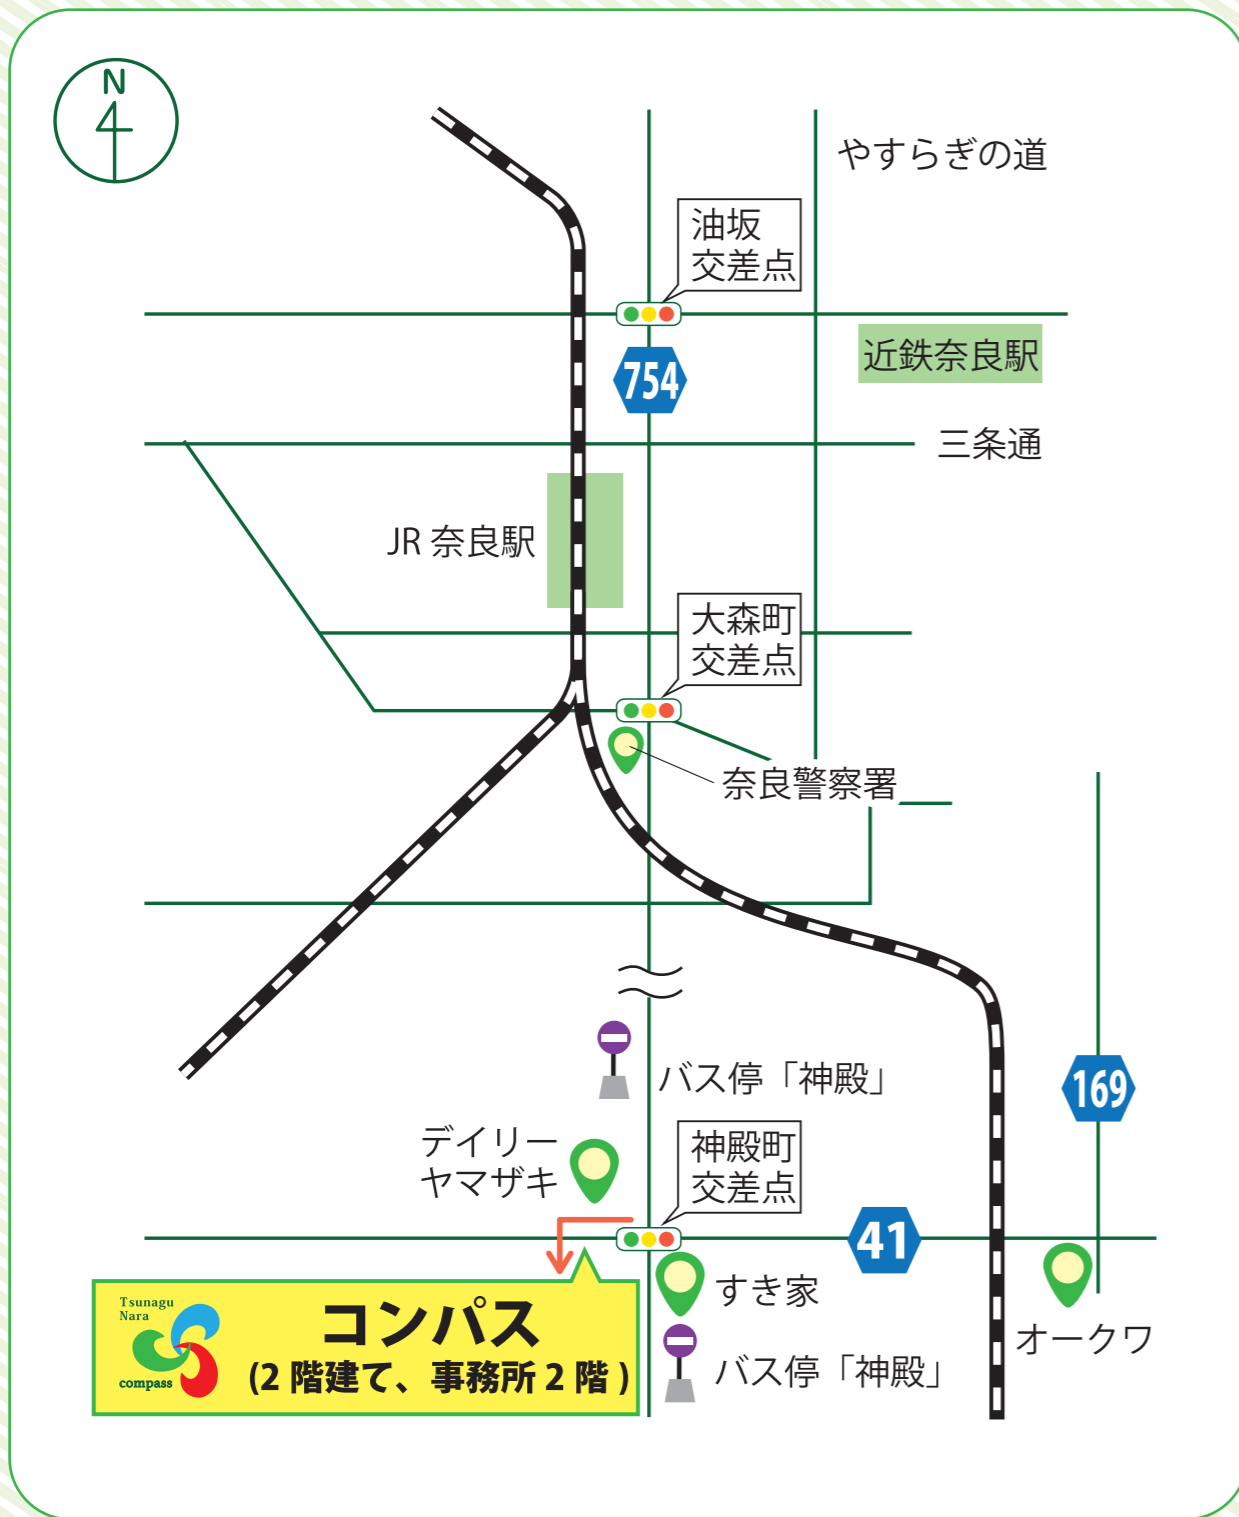 N
やすらぎの道
油坂
交差点
754
近鉄奈良駅
三条通
JR 奈良駅
大森町
交差点
奈良警察署
バス停「神殿」
169
デイリー
ヤマザキ
神殿町
交差点
41
すき家
オークワ
バス停「神殿」
Tsunagu
Nara
compass
コンパス
(2 階建て、事務所 2 階 )